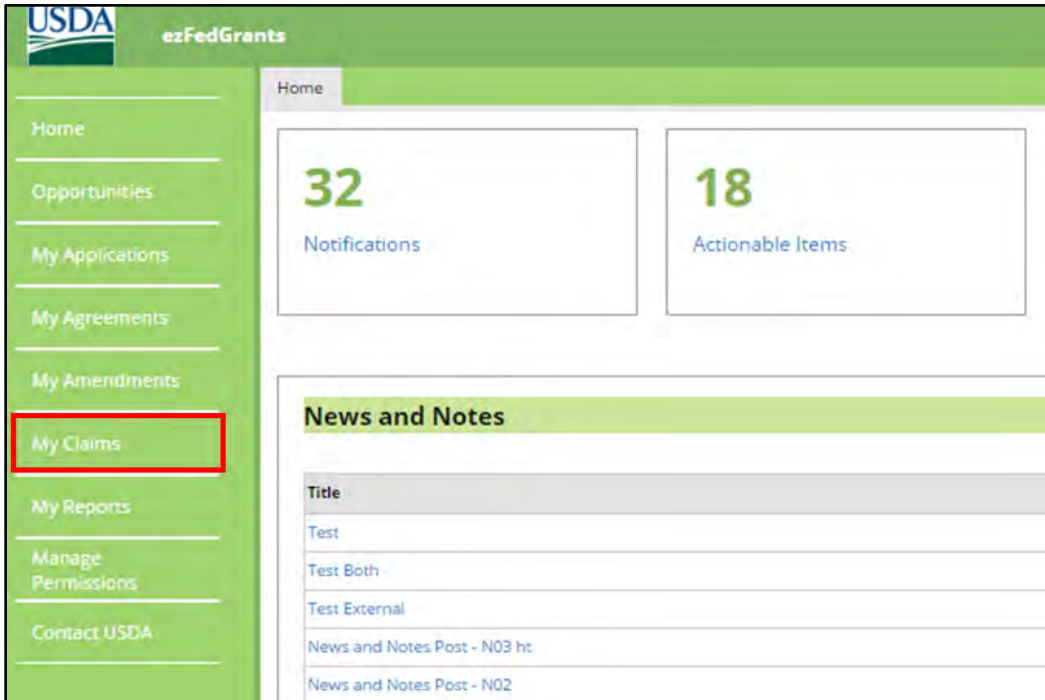 USDA
ezFedGrants
Home
Home
Opportunities
My Applications
My Agreements
My Amendments
My Claims
My Reports
Manage
Permissions
Contact USDA
32
Notifications
18
Actionable Items
News and Notes
Title
Test
Test Both
Test External
News and Notes Post - N03 ht
News and Notes Post - N02